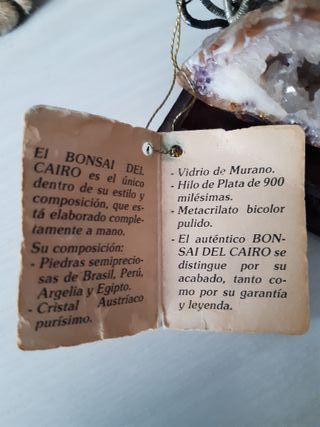 El BONSAI DEL
CAIRO es el único
dentro de su estilo y
composición, que es-
tá elaborado comple-
tamente a mano.
Su composición:
- Piedras semiprecio-
sas de Brasil, Perú,
Argelia y Egipto.
- Cristal Austríaco
purísimo.
- Vidrio de Murano.
- Hilo de Plata de 900
milésimas.
- Metacrilato bicolor
pulido.
- El auténtico BON-
SAI DEL CAIRO se
distingue por su
acabado, tanto co-
mo por su garantía
y leyenda.